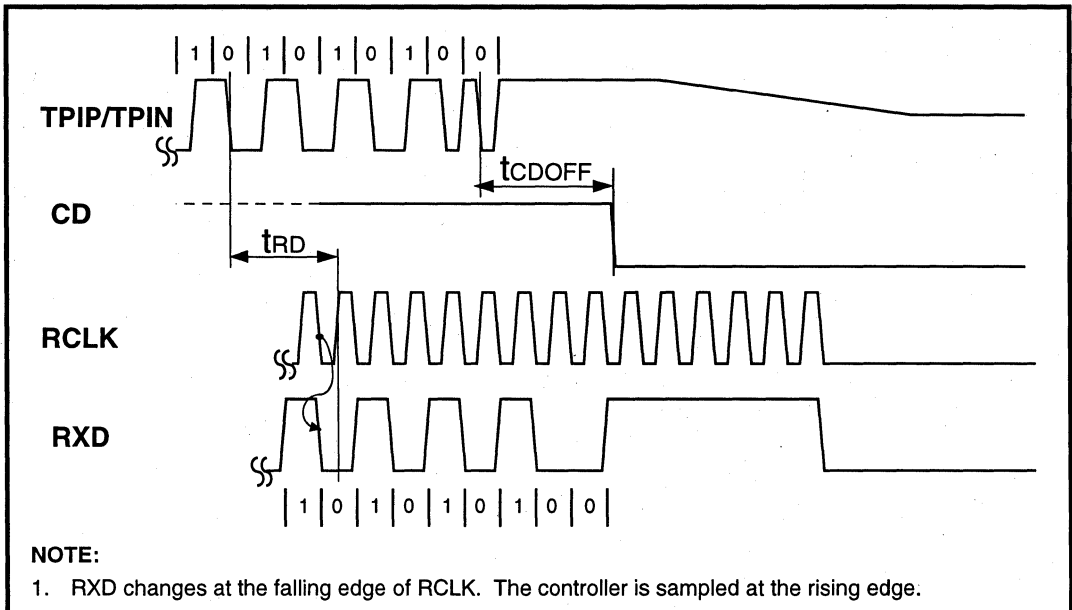 1 0 1 0 1 0 1 0 0
TPIP/TPIN
tCDOFF
CD
tRD
RCLK
RXD
1 0 1 0 1 0 1 0 0
NOTE:
1. RXD changes at the falling edge of RCLK. The controller is sampled at the rising edge.